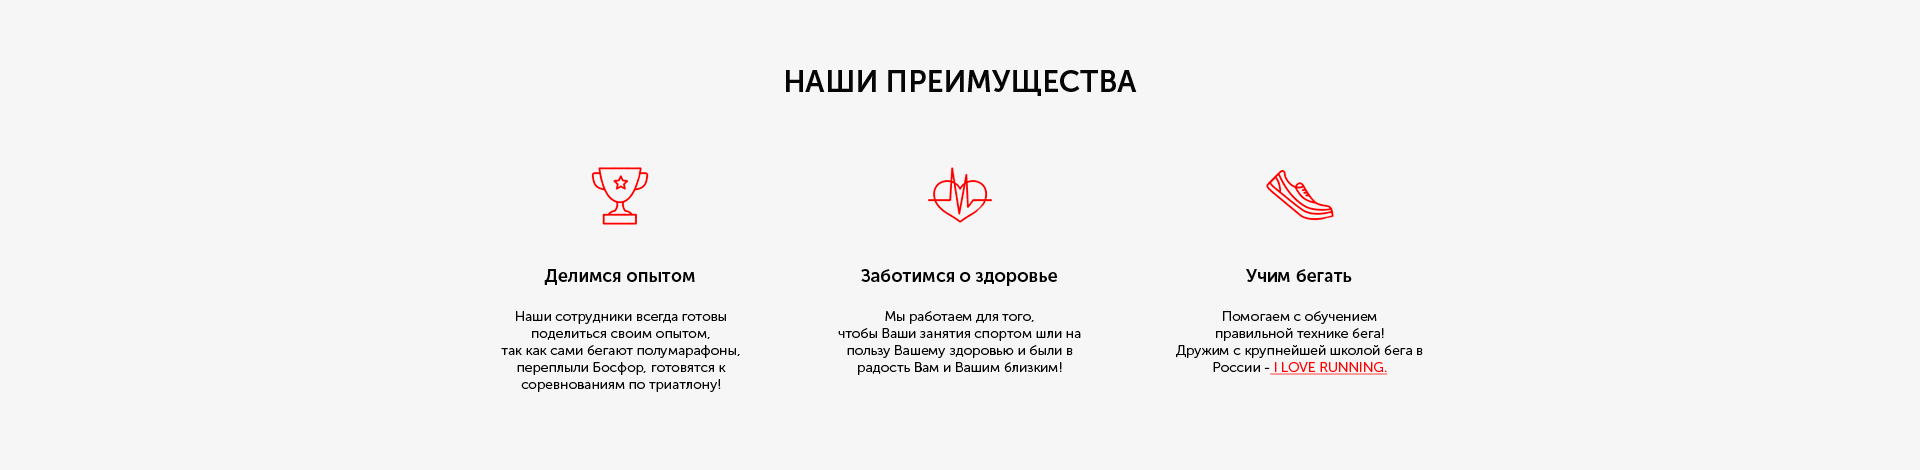 НАШИ ПРЕИМУЩЕСТВА
Делимся опытом
Наши сотрудники всегда готовы
поделиться своим опытом,
так как сами бегают полумарафоны,
переплыли Босфор, готовятся к
соревнованиям по триатлону!
Заботимся о здоровье
Мы работаем для того,
чтобы Ваши занятия спортом шли на
пользу Вашему здоровью и были в
радость Вам и Вашим близким!
Учим бегать
Помогаем с обучением
правильной технике бега!
Дружим с крупнейшей школой бега в
России - I LOVE RUNNING.